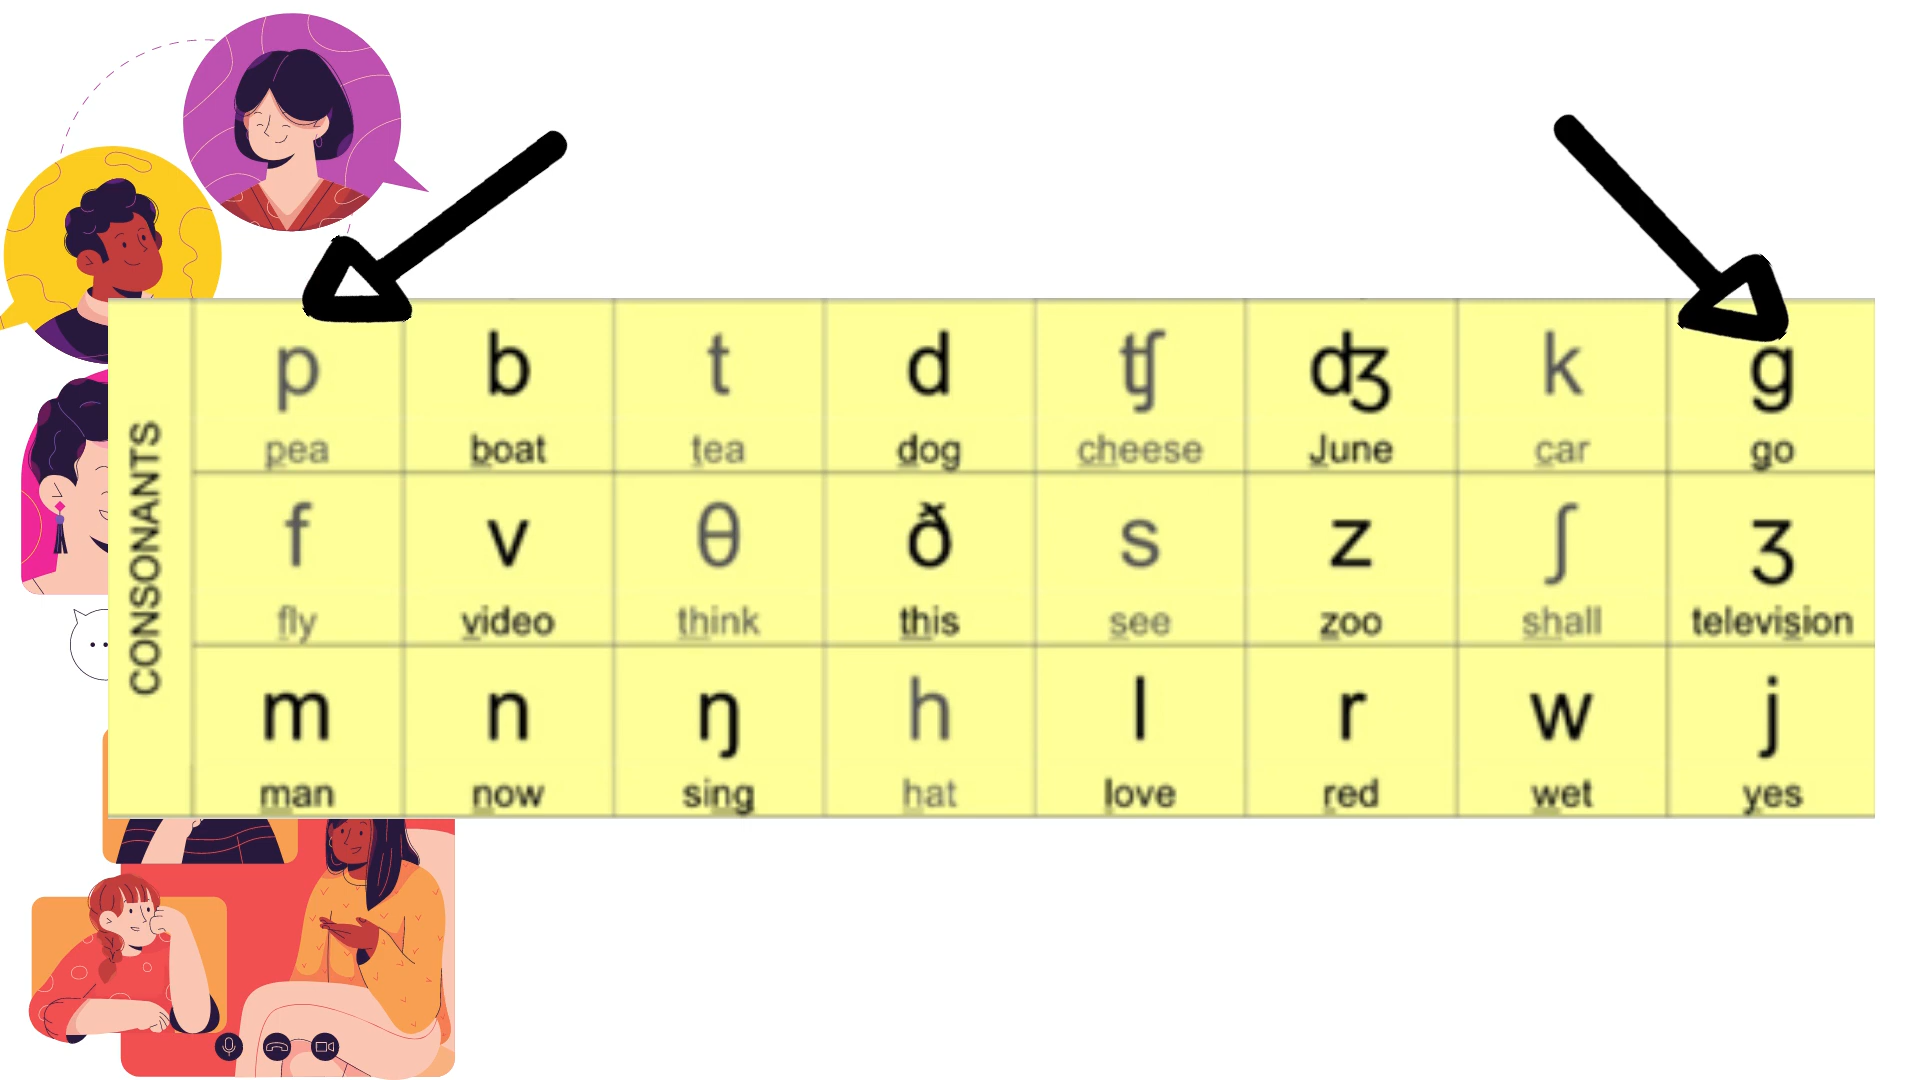 CONSONANTS
p b t d ʧ ʤ k g
pea boat tea dog cheese June car go
f v θ ð s z ʃ ʒ
fly video think this see zoo shall television
m n ŋ h l r w j
man now sing hat love red wet yes